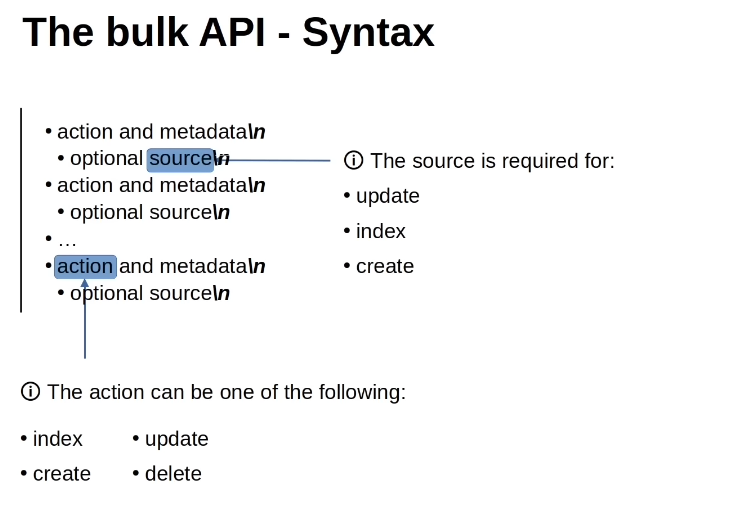 The bulk API - Syntax
• action and metadata\n
• optional source\n
• action and metadata\n
• optional source\n
• …
• action and metadata\n
• optional source\n
The source is required for:
• update
• index
• create
The action can be one of the following:
• index
• create
• update
• delete